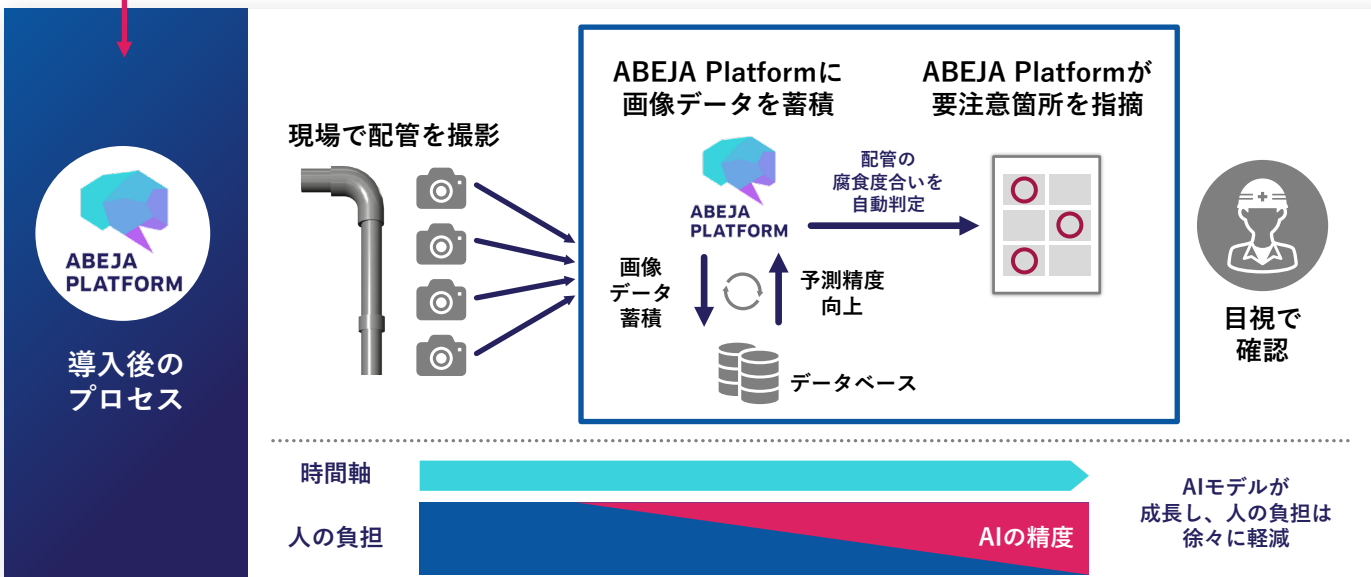 ABEJA
PLATFORM
導入後の
プロセス
現場で配管を撮影
ABEJA Platformに
画像データを蓄積
ABEJA
PLATFORM
画像
データ
蓄積
予測精度
向上
データベース
配管の
腐食度合いを
自動判定
ABEJA Platformが
要注意箇所を指摘
目視で
確認
時間軸
人の負担
AIの精度
AIモデルが
成長し、人の負担は
徐々に軽減